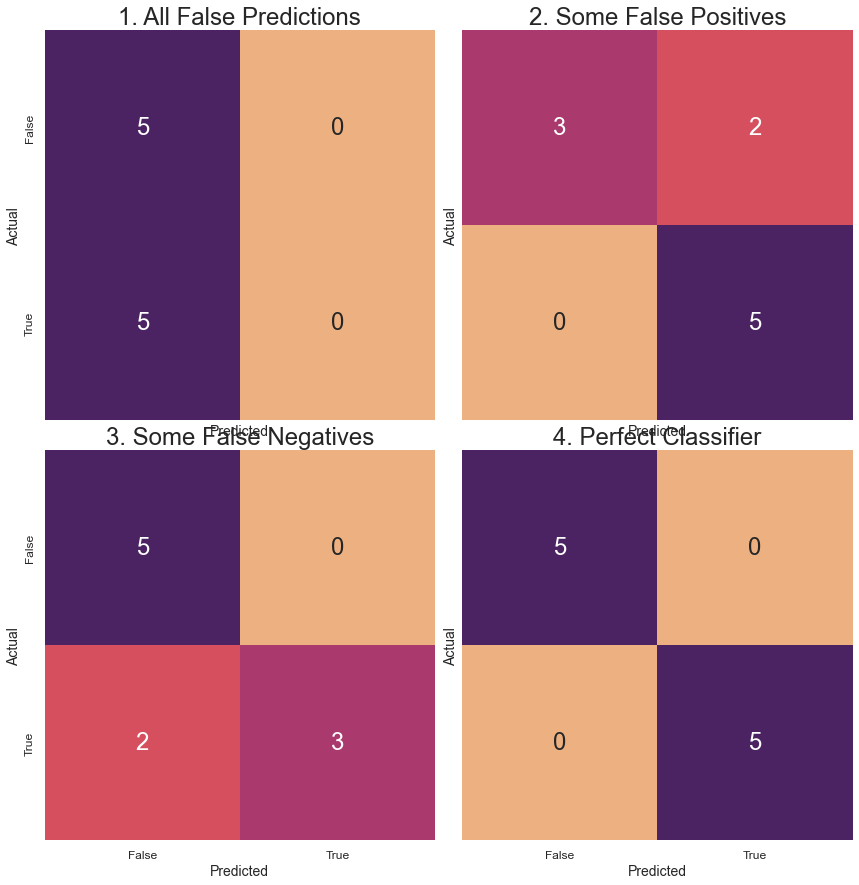 1. All False Predictions
5 0
5 0
False
True
Actual
Predicted
2. Some False Positives
3 2
0 5
Actual
Predicted
3. Some False Negatives
5 0
2 3
False
True
Actual
False True
Predicted
4. Perfect Classifier
5 0
0 5
Actual
False True
Predicted